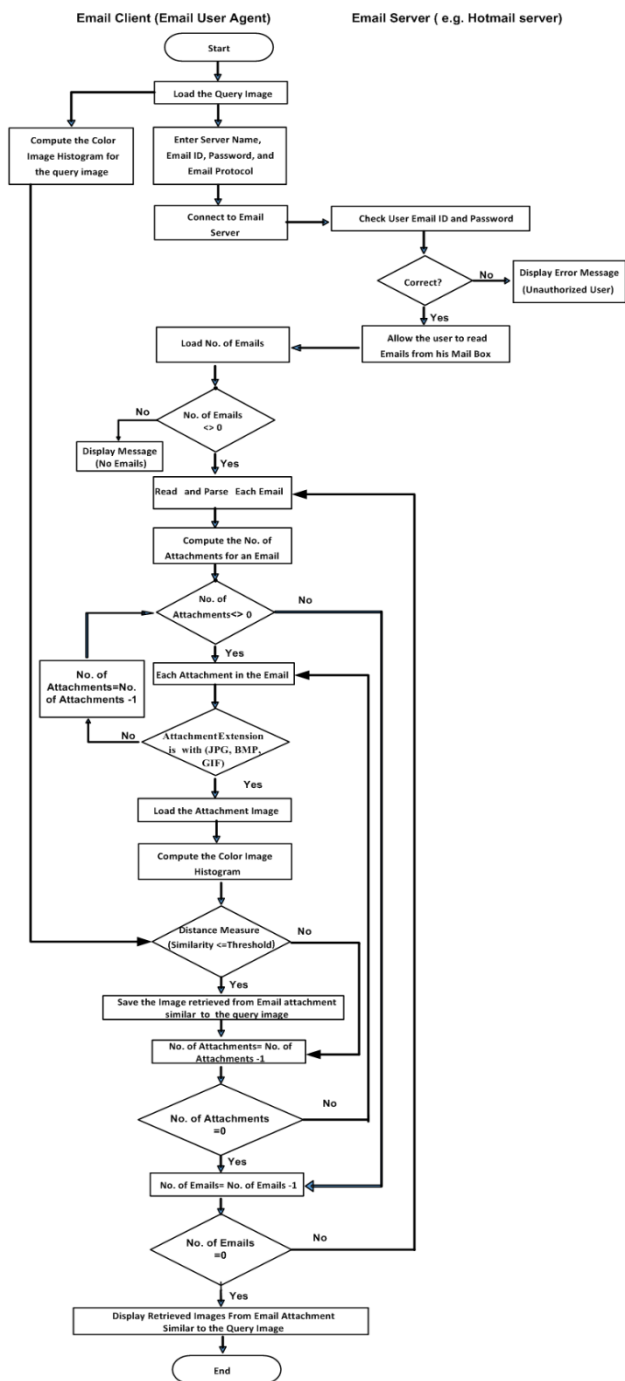 Email Client (Email User Agent)
Email Server ( e.g. Hotmail server)
Start
Load the Query Image
Compute the Color
Image Histogram for
the query image
Enter Server Name,
Email ID, Password, and
Email Protocol
Connect to Email
Server
Check User Email ID and Password
Correct?
No
Display Error Message
(Unauthorized User)
Yes
Allow the user to read
Emails from his Mail Box
Load No. of Emails
No. of Emails
<> 0
No
Display Message
(No Emails)
Yes
Read and Parse Each Email
Compute the No. of
Attachments for an Email
No. of
Attachments<> 0
No
Yes
No. of
Attachments=No.
of Attachments -1
Each Attachment in the Email
No
Attachment Extension
is with (JPG, BMP,
GIF)
Yes
Load the Attachment Image
Compute the Color Image
Histogram
Distance Measure
(Similarity <=Threshold)
No
Yes
Save the Image retrieved from Email attachment
similar to the query image
No. of Attachments= No. of
Attachments -1
No. of Attachments
=0
No
Yes
No. of Emails= No. of Emails -1
No. of Emails
=0
No
Yes
Display Retrieved Images From Email Attachment
Similar to the Query Image
End